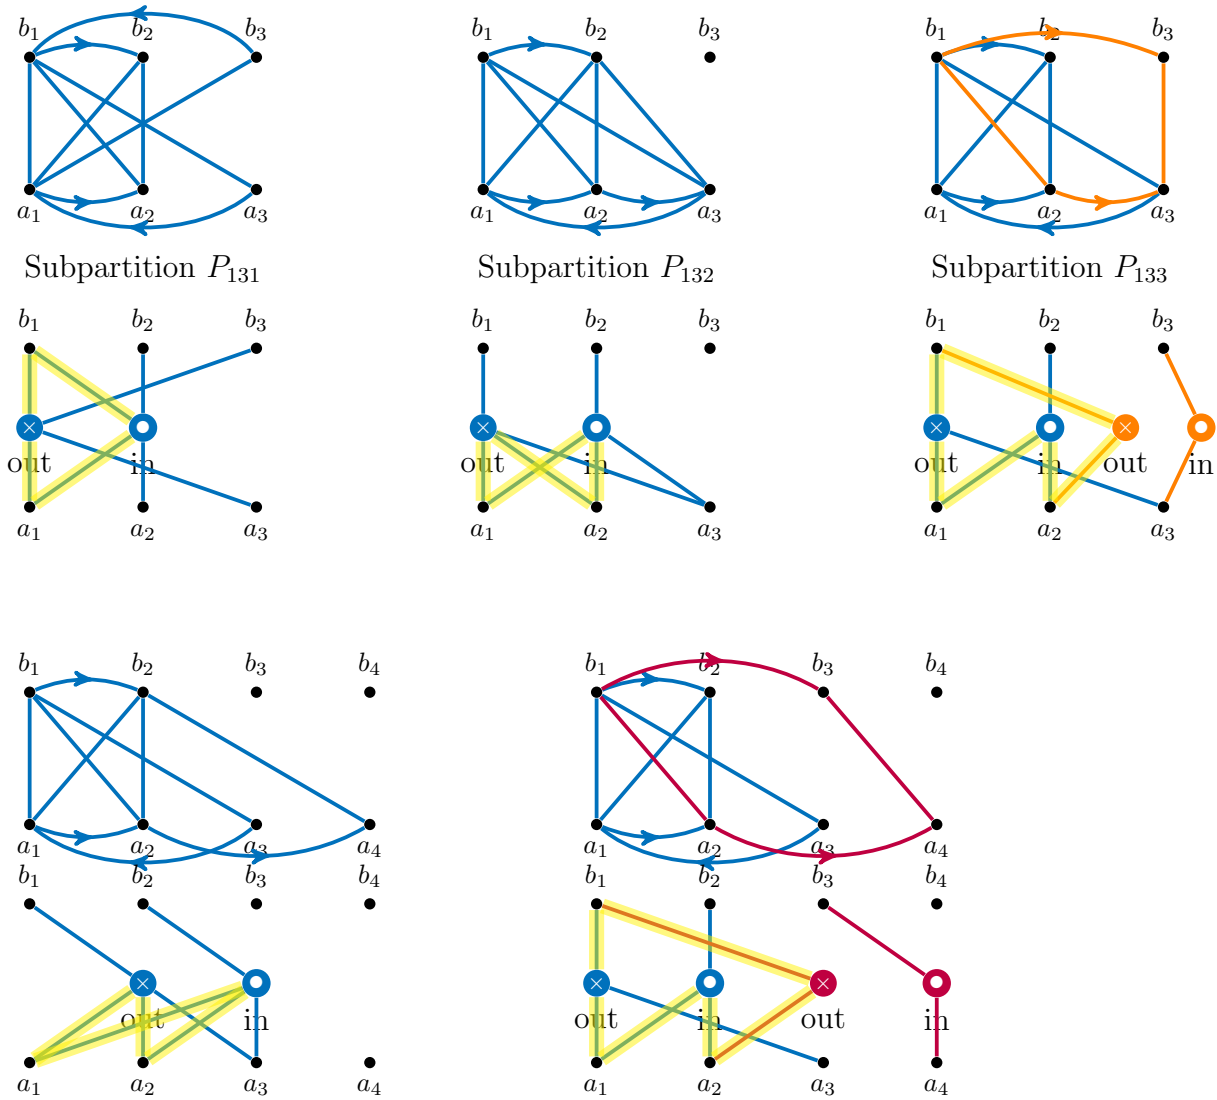 b₁ b₂ b₃ b₁ b₂ b₃ b₁ b₂ b₃
a₁ a₂ a₃ a₁ a₂ a₃ a₁ a₂ a₃
Subpartition P₁₃₁ Subpartition P₁₃₂ Subpartition P₁₃₃
b₁ b₂ b₃ b₁ b₂ b₃ b₁ b₂ b₃
out in out in out in out in
a₁ a₂ a₃ a₁ a₂ a₃ a₁ a₂ a₃
b₁ b₂ b₃ b₄ b₁ b₂ b₃ b₄
a₁ a₂ a₃ a₄ a₁ a₂ a₃ a₄
b₁ b₂ b₃ b₄ b₁ b₂ b₃ b₄
out in out in out in
a₁ a₂ a₃ a₄ a₁ a₂ a₃ a₄